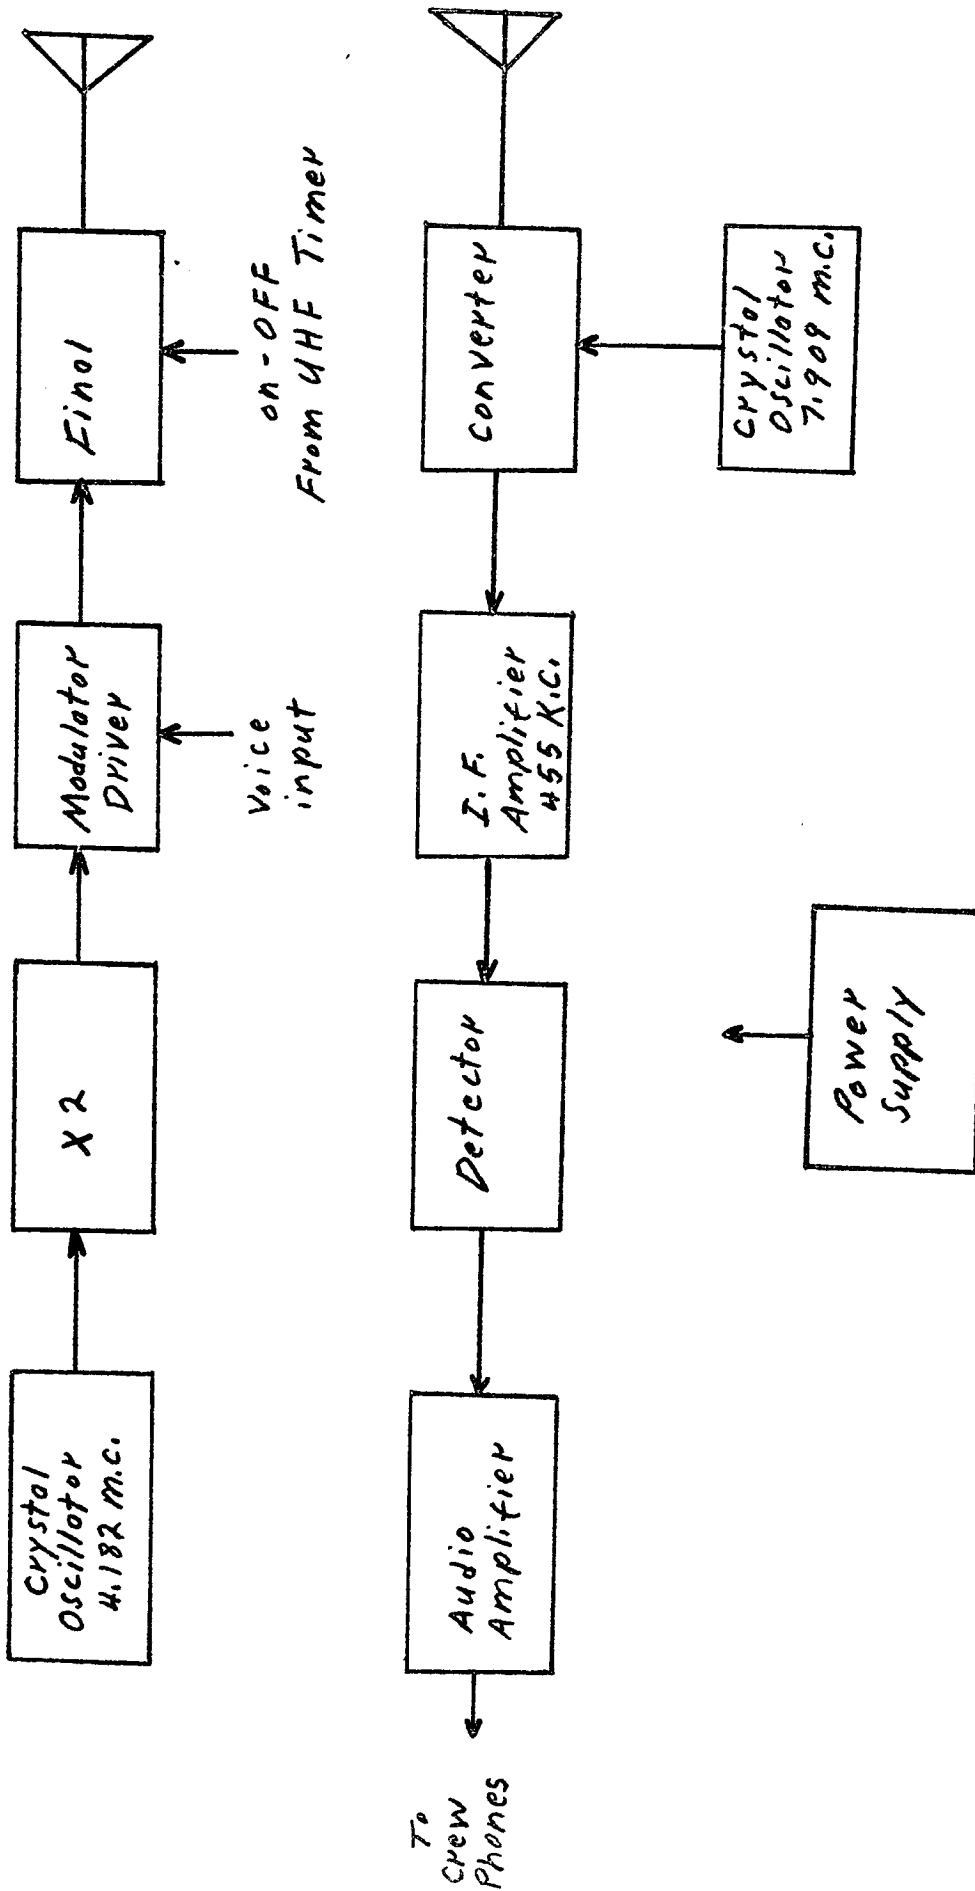 Crystal
Oscillator
4.182 m.c.
X2
Modulator
Driver
Final
Voice
input
on-OFF
From UHF Timer
To
Crew
Phones
Audio
Amplifier
Detector
I.F.
Amplifier
455 K.C.
Converter
Crystal
Oscillator
7.909 m.c.
Power
Supply